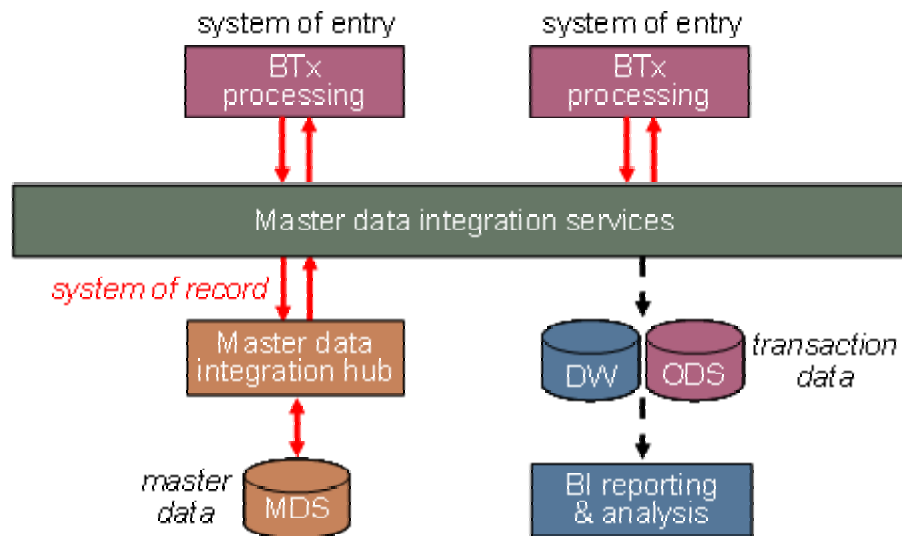 system of entry
system of entry
BTx
processing
BTx
processing
Master data integration services
system of record
Master data
integration hub
DW
ODS
transaction
data
master
data
MDS
BI reporting
& analysis